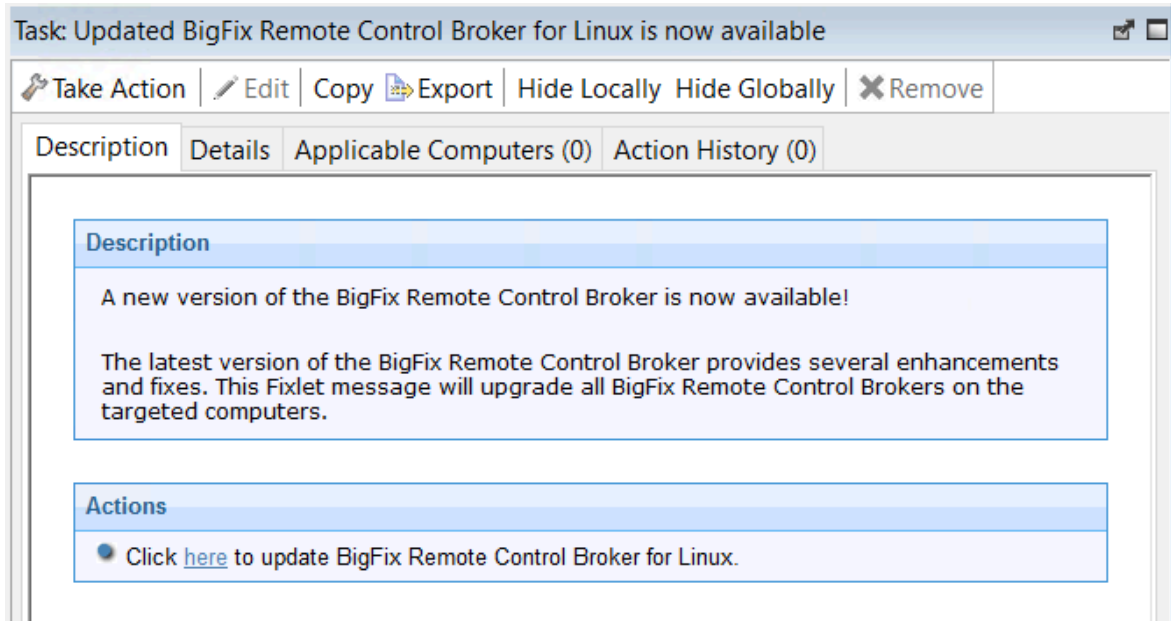 Task: Updated BigFix Remote Control Broker for Linux is now available
Take Action Edit Copy Export Hide Locally Hide Globally Remove
Description Details Applicable Computers (0) Action History (0)
Description
A new version of the BigFix Remote Control Broker is now available!
The latest version of the BigFix Remote Control Broker provides several enhancements
and fixes. This Fixlet message will upgrade all BigFix Remote Control Brokers on the
targeted computers.
Actions
Click here to update BigFix Remote Control Broker for Linux.